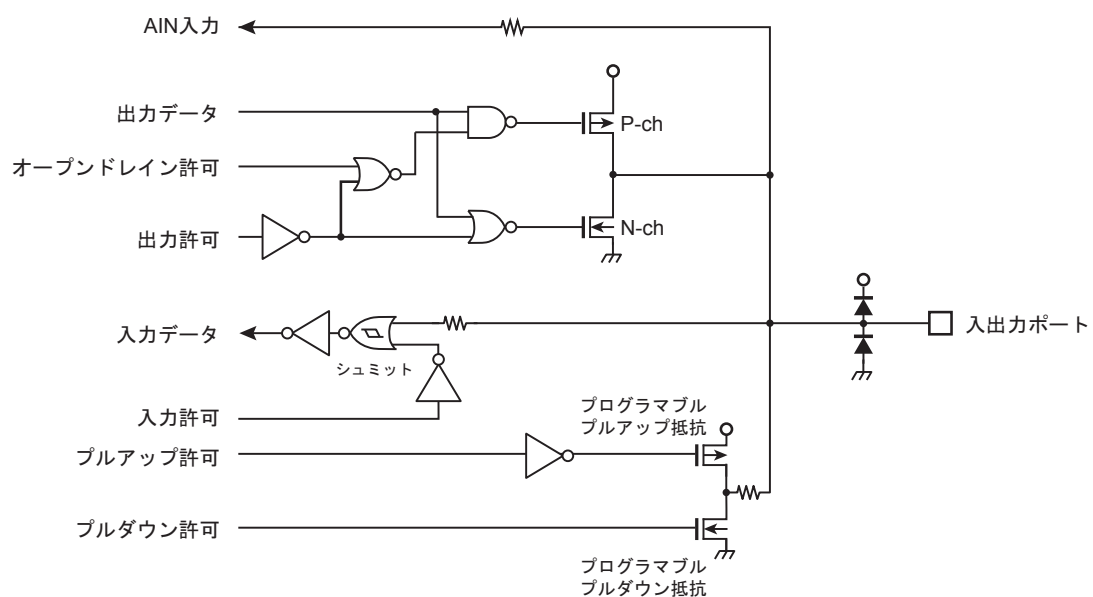 AIN入力
出力データ
P-ch
オープンドレイン許可
N-ch
出力許可
入力データ
シュミット
入出力ポート
入力許可
プログラマブル
プルアップ抵抗
プルアップ許可
プルダウン許可
プログラマブル
プルダウン抵抗